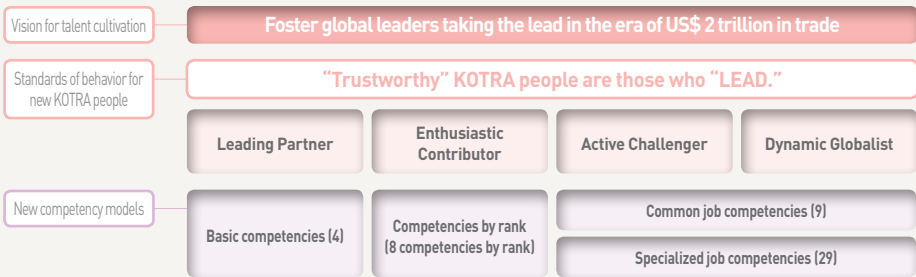 Vision for talent cultivation
Foster global leaders taking the lead in the era of US$ 2 trillion in trade
Standards of behavior for
new KOTRA people
“Trustworthy” KOTRA people are those who “LEAD.”
Leading Partner
Enthusiastic
Contributor
Active Challenger
Dynamic Globalist
New competency models
Basic competencies (4)
Competencies by rank
(8 competencies by rank)
Common job competencies (9)
Specialized job competencies (29)